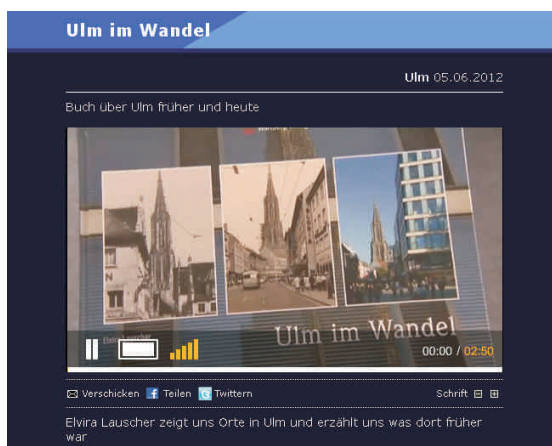 Ulm im Wandel
Ulm 05.06.2012
Buch über Ulm früher und heute
Ulm im Wandel
00:00 / 02:50
Verschicken Teilen Twittern Schrift
Elvira Lauscher zeigt uns Orte in Ulm und erzählt uns was dort früher
war